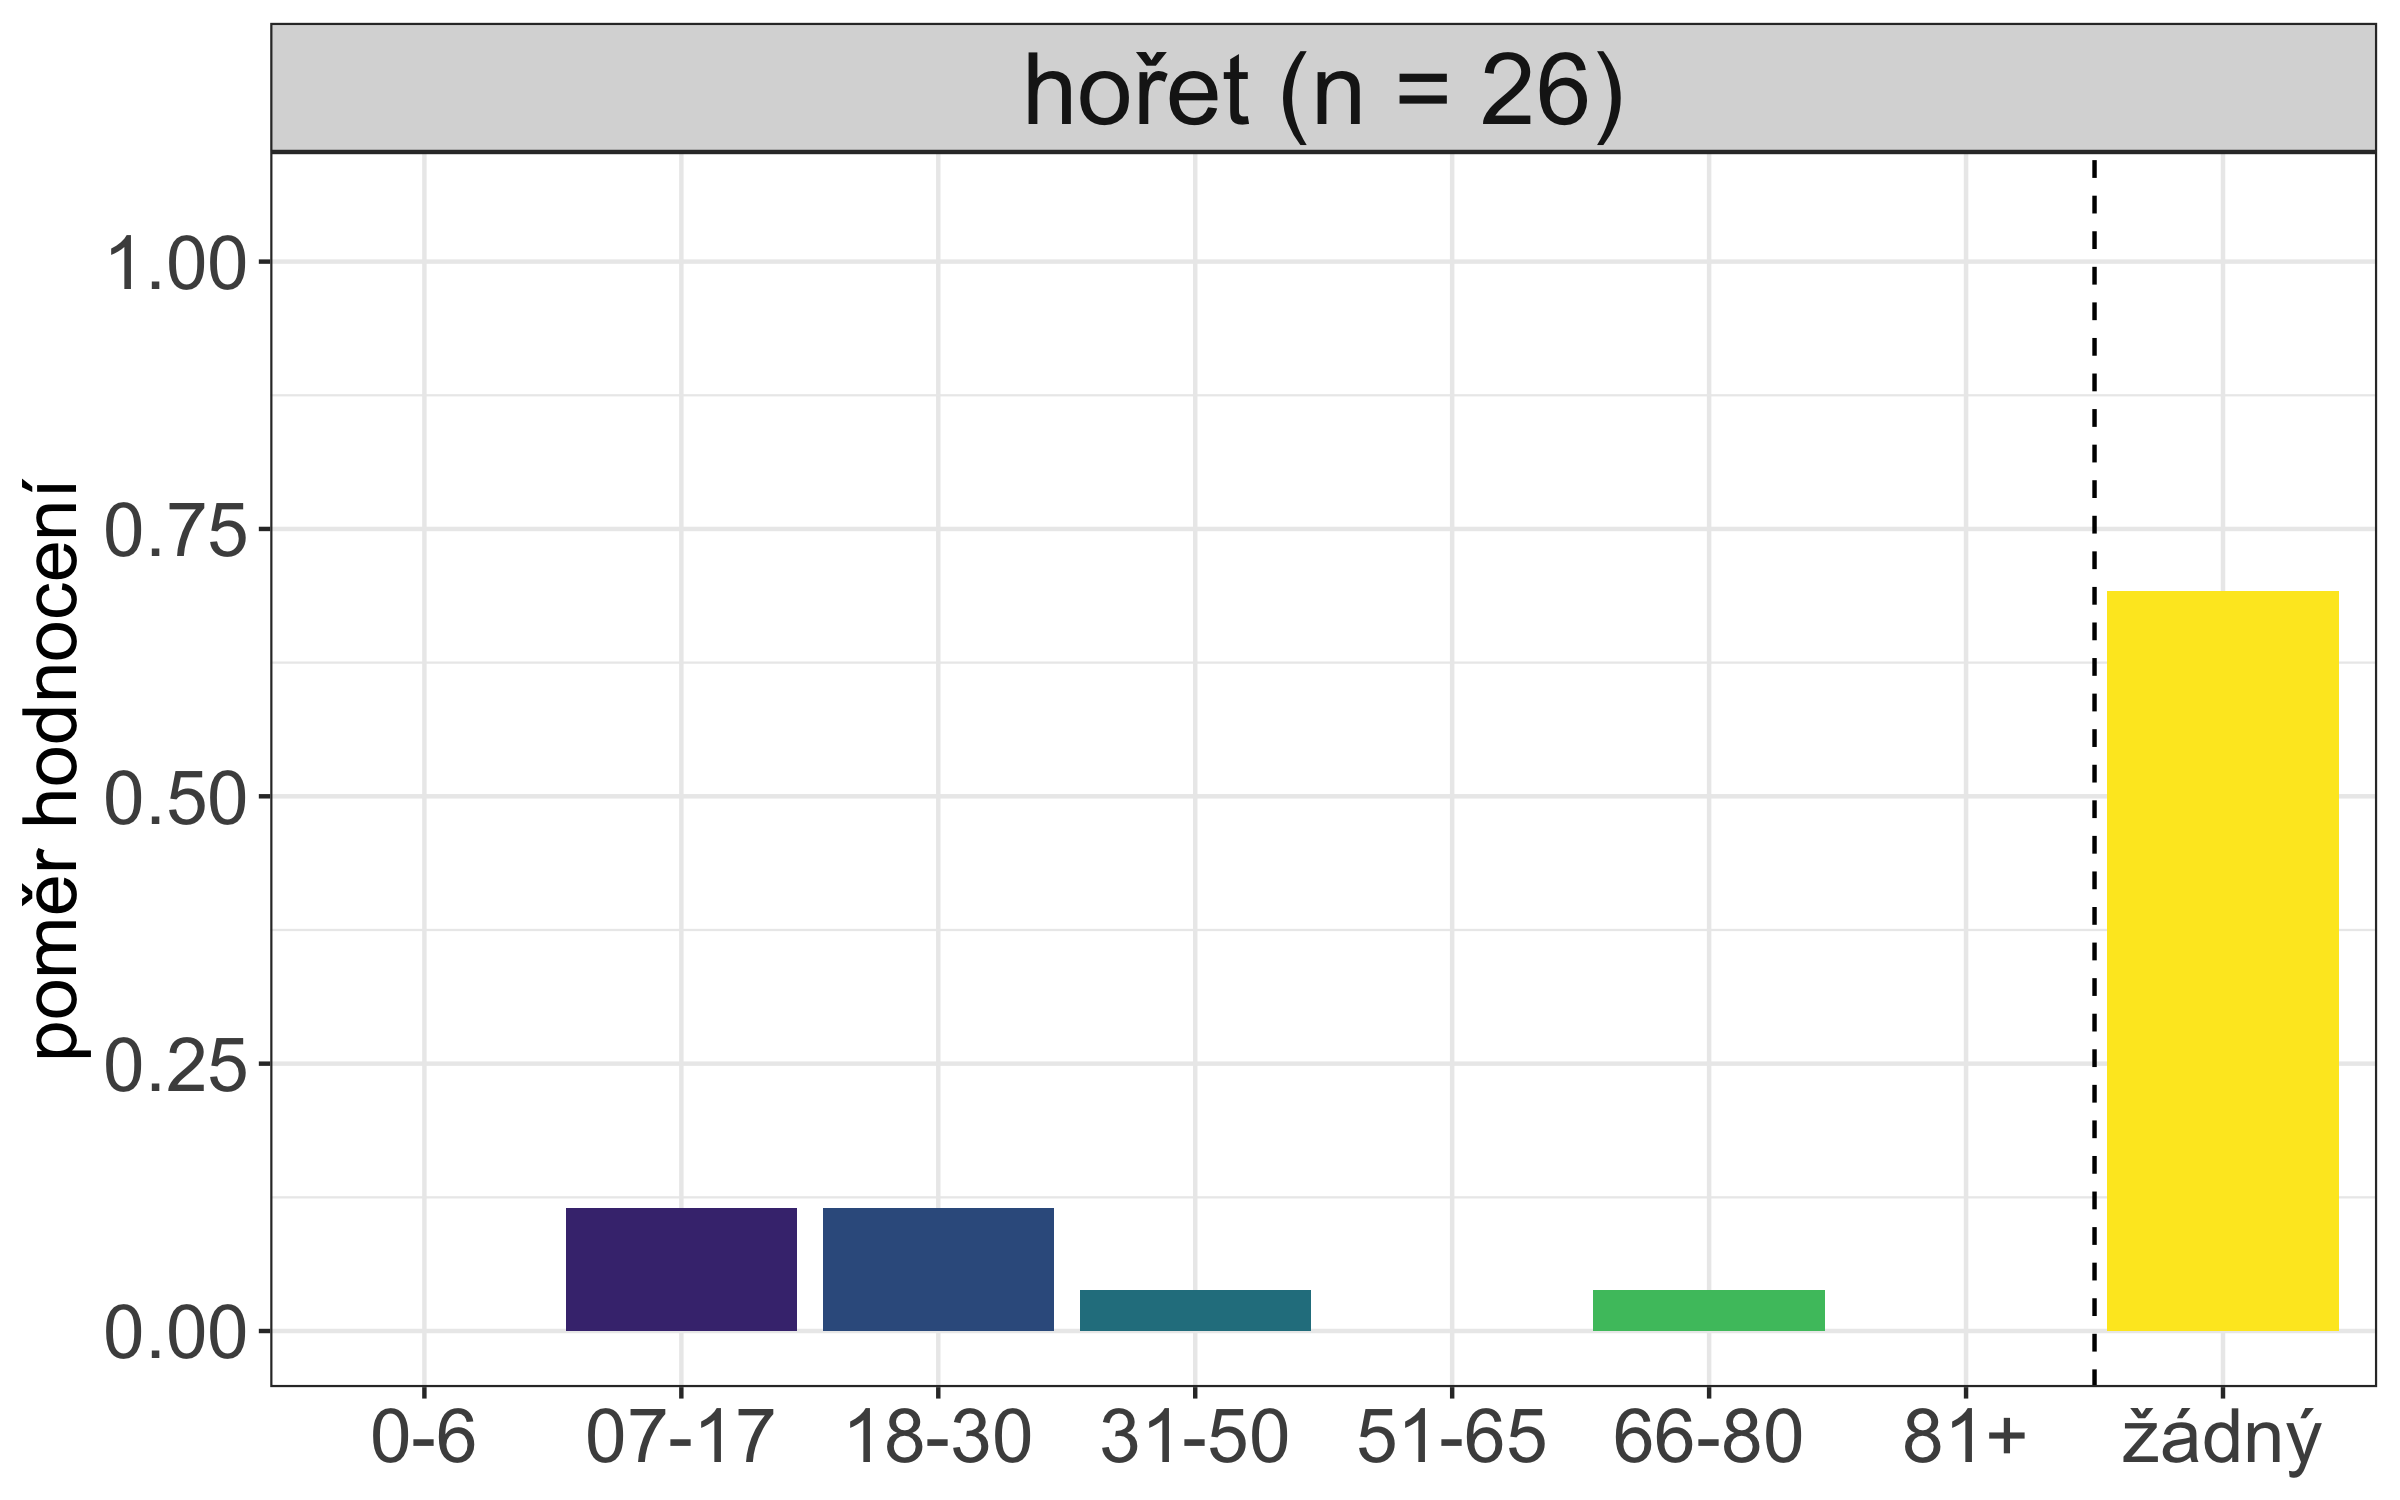 hořet (n = 26)
poměr hodnocení
1.00
0.75
0.50
0.25
0.00
0-6 07-17 18-30 31-50 51-65 66-80 81+ žádný